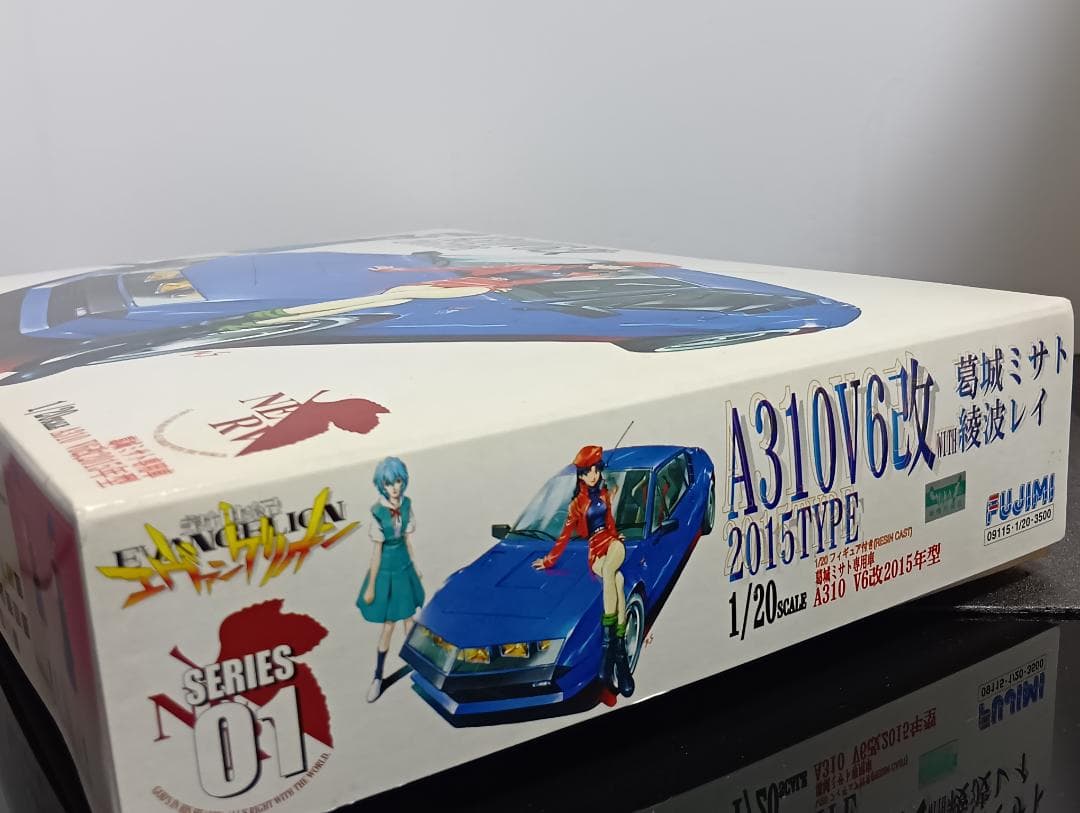 NERV
1/20SCALE
EVANGELION
エヴァンゲリオン
SERIES
01
A310V6改
2015TYPE
WITH
葛城ミサト
綾波レイ
1/20SCALE
1/20 フィギュア付き(RESIN CAST)
葛城ミサト専用車
A310 V6改2015年型
FUJIMI
09115・1/20-3500